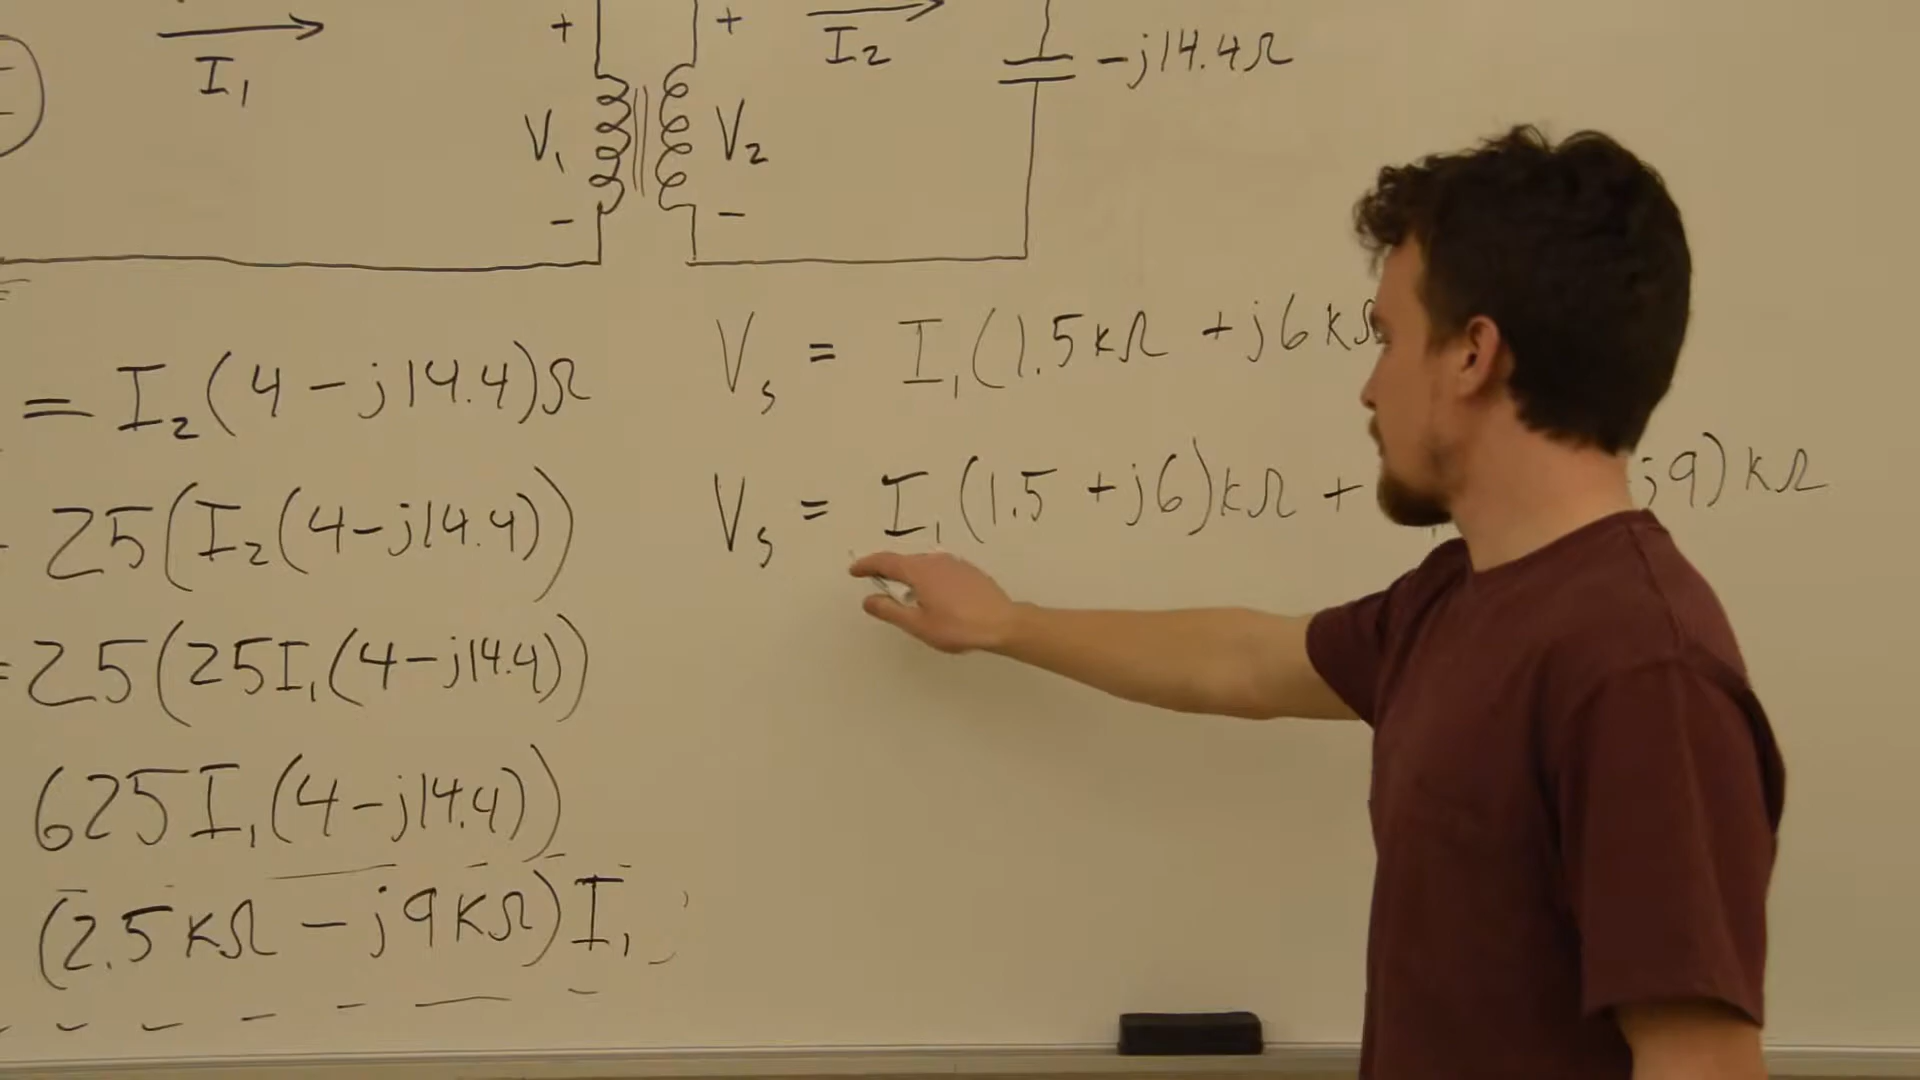 I₁
+
V₁
-
+
V₂
-
I₂
-j14.4Ω
= I₂(4-j14.4)Ω
25(I₂(4-j14.4))
= 25(25I₁(4-j14.4))
625I₁(4-j14.4))
(2.5kΩ - j9kΩ)I₁
Vₛ = I₁(1.5kΩ + j6kΩ
Vₛ = I₁(1.5 + j6)kΩ + j9)kΩ